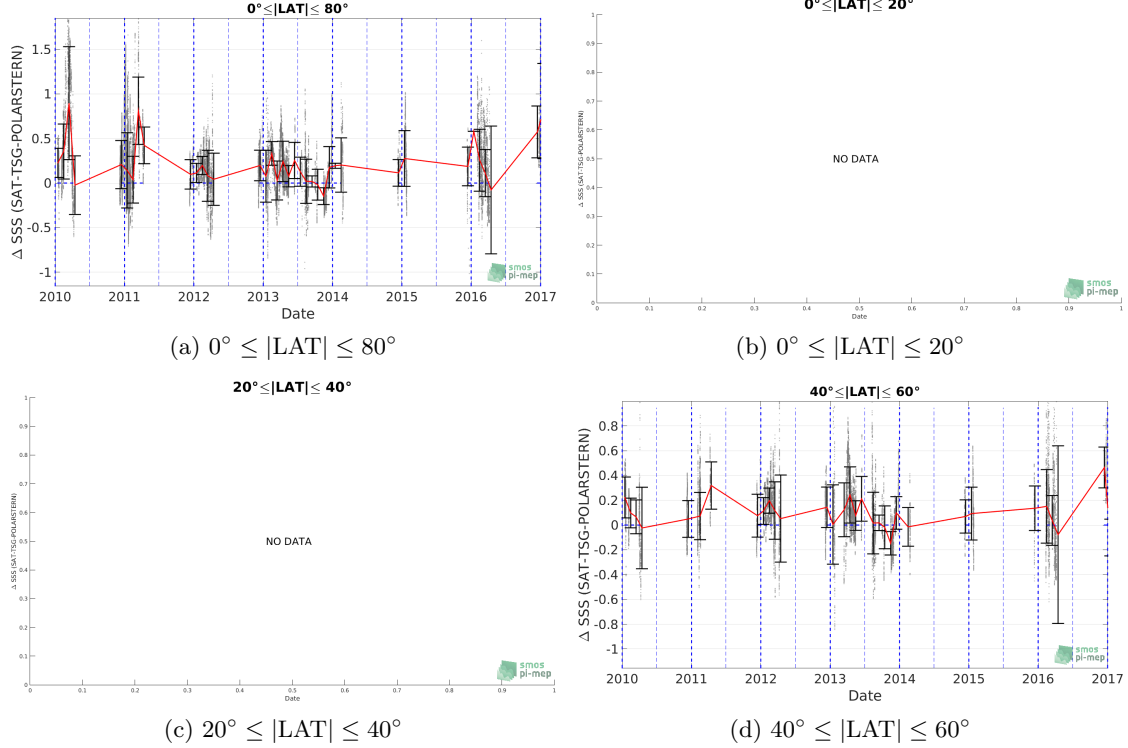 0°≤|LAT|≤ 80°
Δ SSS (SAT-TSG-POLARSTERN)
1.5
1
0.5
0
-0.5
-1
2010 2011 2012 2013 2014 2015 2016 2017
Date
smos
pi-mep
(a) 0° ≤ |LAT| ≤ 80°
0°≤|LAT|≤ 20°
Δ SSS (SAT-TSG-POLARSTERN)
1
0.9
0.8
0.7
0.6
0.5
0.4
0.3
0.2
0.1
0
NO DATA
0 0.1 0.2 0.3 0.4 0.5 0.6 0.7 0.8 0.9 1
Date
smos
pi-mep
(b) 0° ≤ |LAT| ≤ 20°
20°≤|LAT|≤ 40°
Δ SSS (SAT-TSG-POLARSTERN)
1
0.9
0.8
0.7
0.6
0.5
0.4
0.3
0.2
0.1
0
NO DATA
0 0.1 0.2 0.3 0.4 0.5 0.6 0.7 0.8 0.9 1
Date
smos
pi-mep
(c) 20° ≤ |LAT| ≤ 40°
40°≤|LAT|≤ 60°
Δ SSS (SAT-TSG-POLARSTERN)
0.8
0.6
0.4
0.2
0
-0.2
-0.4
-0.6
-0.8
-1
2010 2011 2012 2013 2014 2015 2016 2017
Date
smos
pi-mep
(d) 40° ≤ |LAT| ≤ 60°